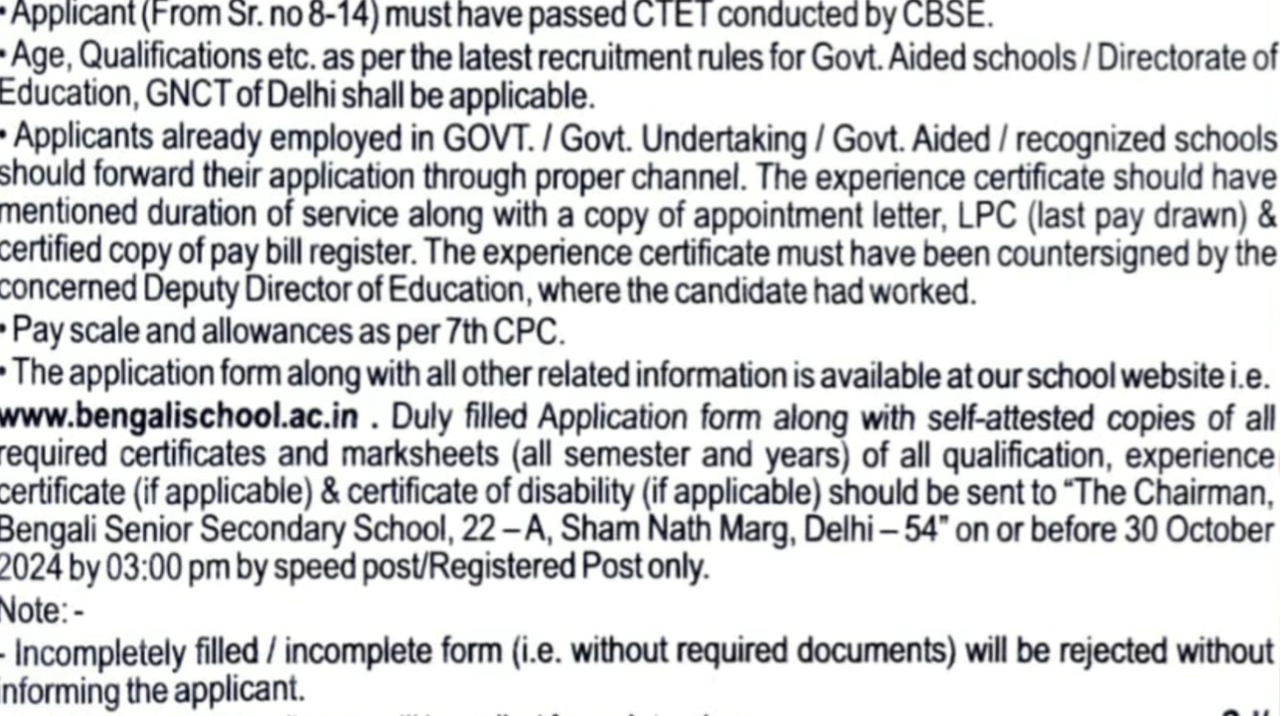 • Applicant (From Sr. no 8-14) must have passed CTET conducted by CBSE.
• Age, Qualifications etc. as per the latest recruitment rules for Govt. Aided schools / Directorate of
Education, GNCT of Delhi shall be applicable.
• Applicants already employed in GOVT. / Govt. Undertaking / Govt. Aided / recognized schools
should forward their application through proper channel. The experience certificate should have
mentioned duration of service along with a copy of appointment letter, LPC (last pay drawn) &
certified copy of pay bill register. The experience certificate must have been countersigned by the
concerned Deputy Director of Education, where the candidate had worked.
• Pay scale and allowances as per 7th CPC.
• The application form along with all other related information is available at our school website i.e.
www.bengalischool.ac.in . Duly filled Application form along with self-attested copies of all
required certificates and marksheets (all semester and years) of all qualification, experience
certificate (if applicable) & certificate of disability (if applicable) should be sent to “The Chairman,
Bengali Senior Secondary School, 22 – A, Sham Nath Marg, Delhi – 54" on or before 30 October
2024 by 03:00 pm by speed post/Registered Post only.
Note: -
- Incompletely filled / incomplete form (i.e. without required documents) will be rejected without
informing the applicant.